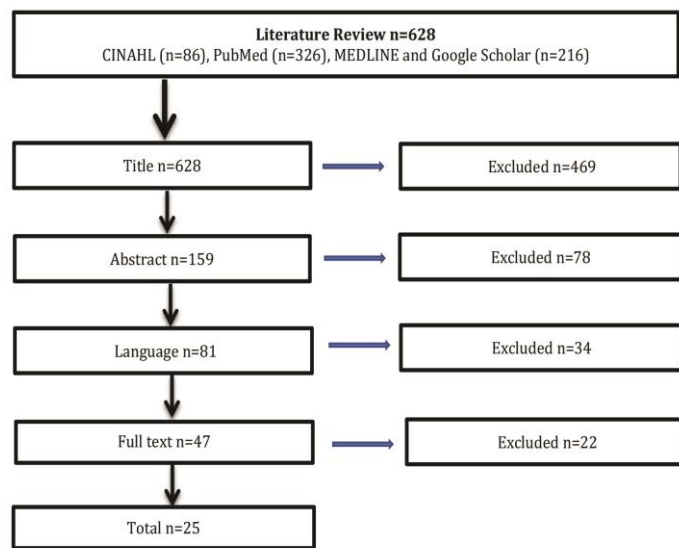 Literature Review n=628
CINAHL (n=86), PubMed (n=326), MEDLINE and Google Scholar (n=216)
Title n=628
Excluded n=469
Abstract n=159
Excluded n=78
Language n=81
Excluded n=34
Full text n=47
Excluded n=22
Total n=25